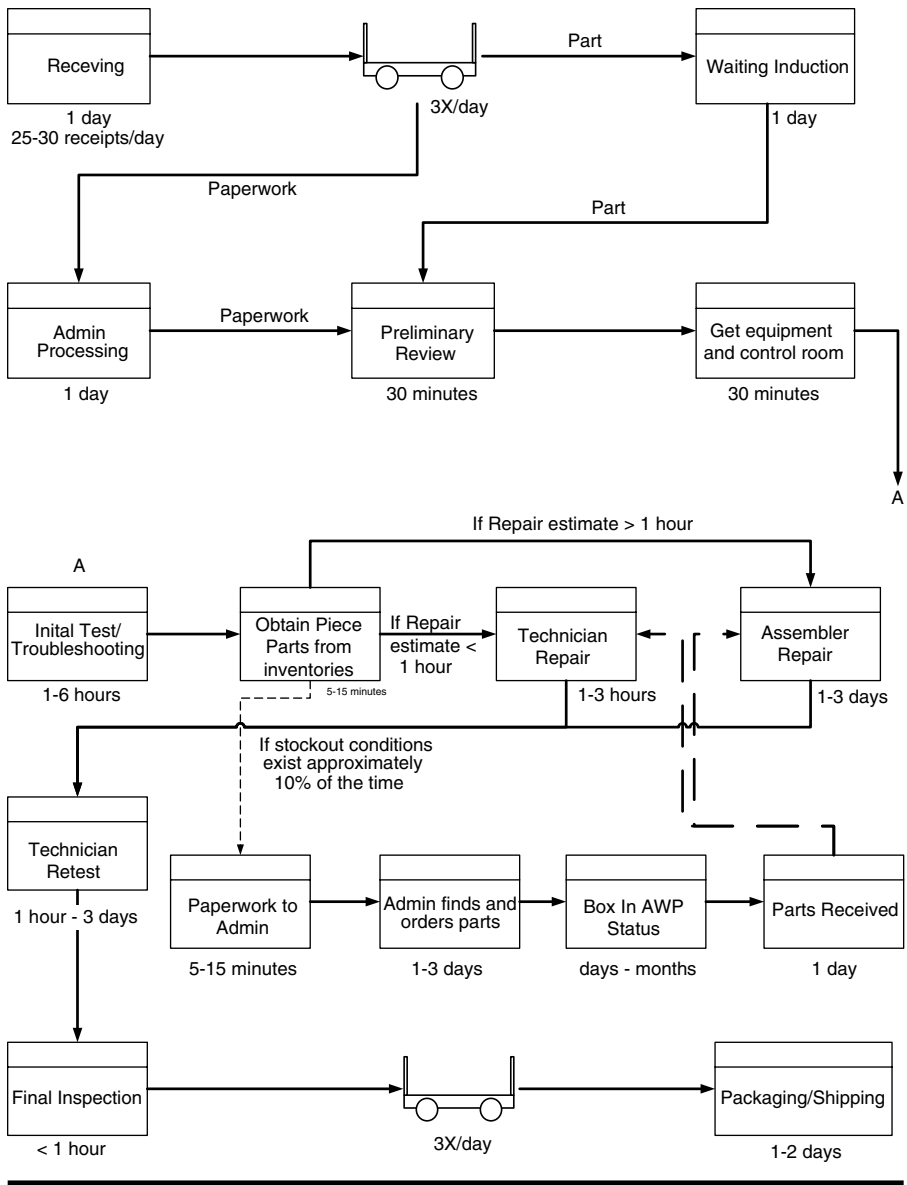 Receving
1 day
25-30 receipts/day
3X/day
Part
Waiting Induction
1 day
Paperwork
Part
Admin
Processing
1 day
Paperwork
Preliminary
Review
30 minutes
Get equipment
and control room
30 minutes
A
If Repair estimate > 1 hour
A
Inital Test/
Troubleshooting
1-6 hours
Obtain Piece
Parts from
inventories
5-15 minutes
If Repair
estimate <
1 hour
Technician
Repair
1-3 hours
Assembler
Repair
1-3 days
If stockout conditions
exist approximately
10% of the time
Technician
Retest
1 hour - 3 days
Paperwork to
Admin
5-15 minutes
Admin finds and
orders parts
1-3 days
Box In AWP
Status
days - months
Parts Received
1 day
Final Inspection
< 1 hour
3X/day
Packaging/Shipping
1-2 days